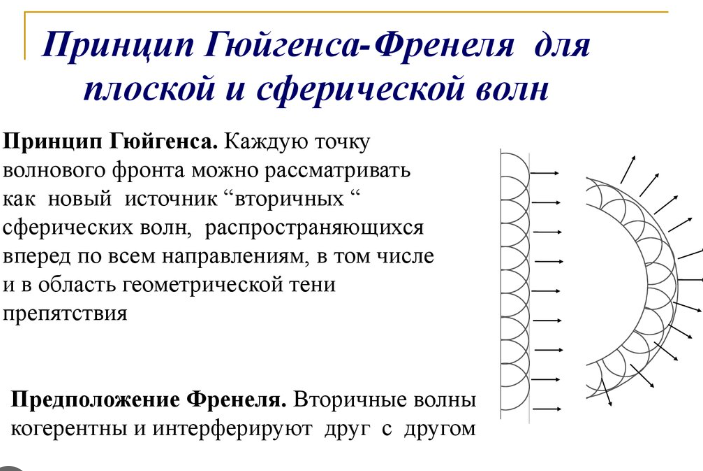 Принцип Гюйгенса-Френеля для
плоской и сферической волн
Принцип Гюйгенса. Каждую точку
волнового фронта можно рассматривать
как новый источник “вторичных “
сферических волн, распространяющихся
вперед по всем направлениям, в том числе
и в область геометрической тени
препятствия
Предположение Френеля. Вторичные волны
когерентны и интерферируют друг с другом